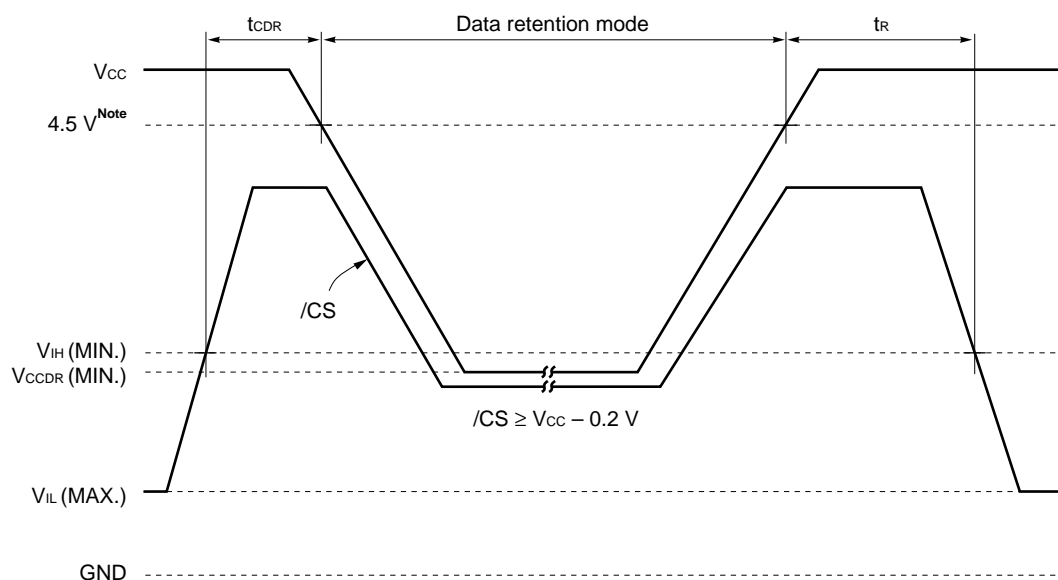 tCDR Data retention mode tR
VCC
4.5 V Note
/CS
VIH (MIN.)
VCCDR (MIN.)
/CS ≥ VCC – 0.2 V
VIL (MAX.)
GND